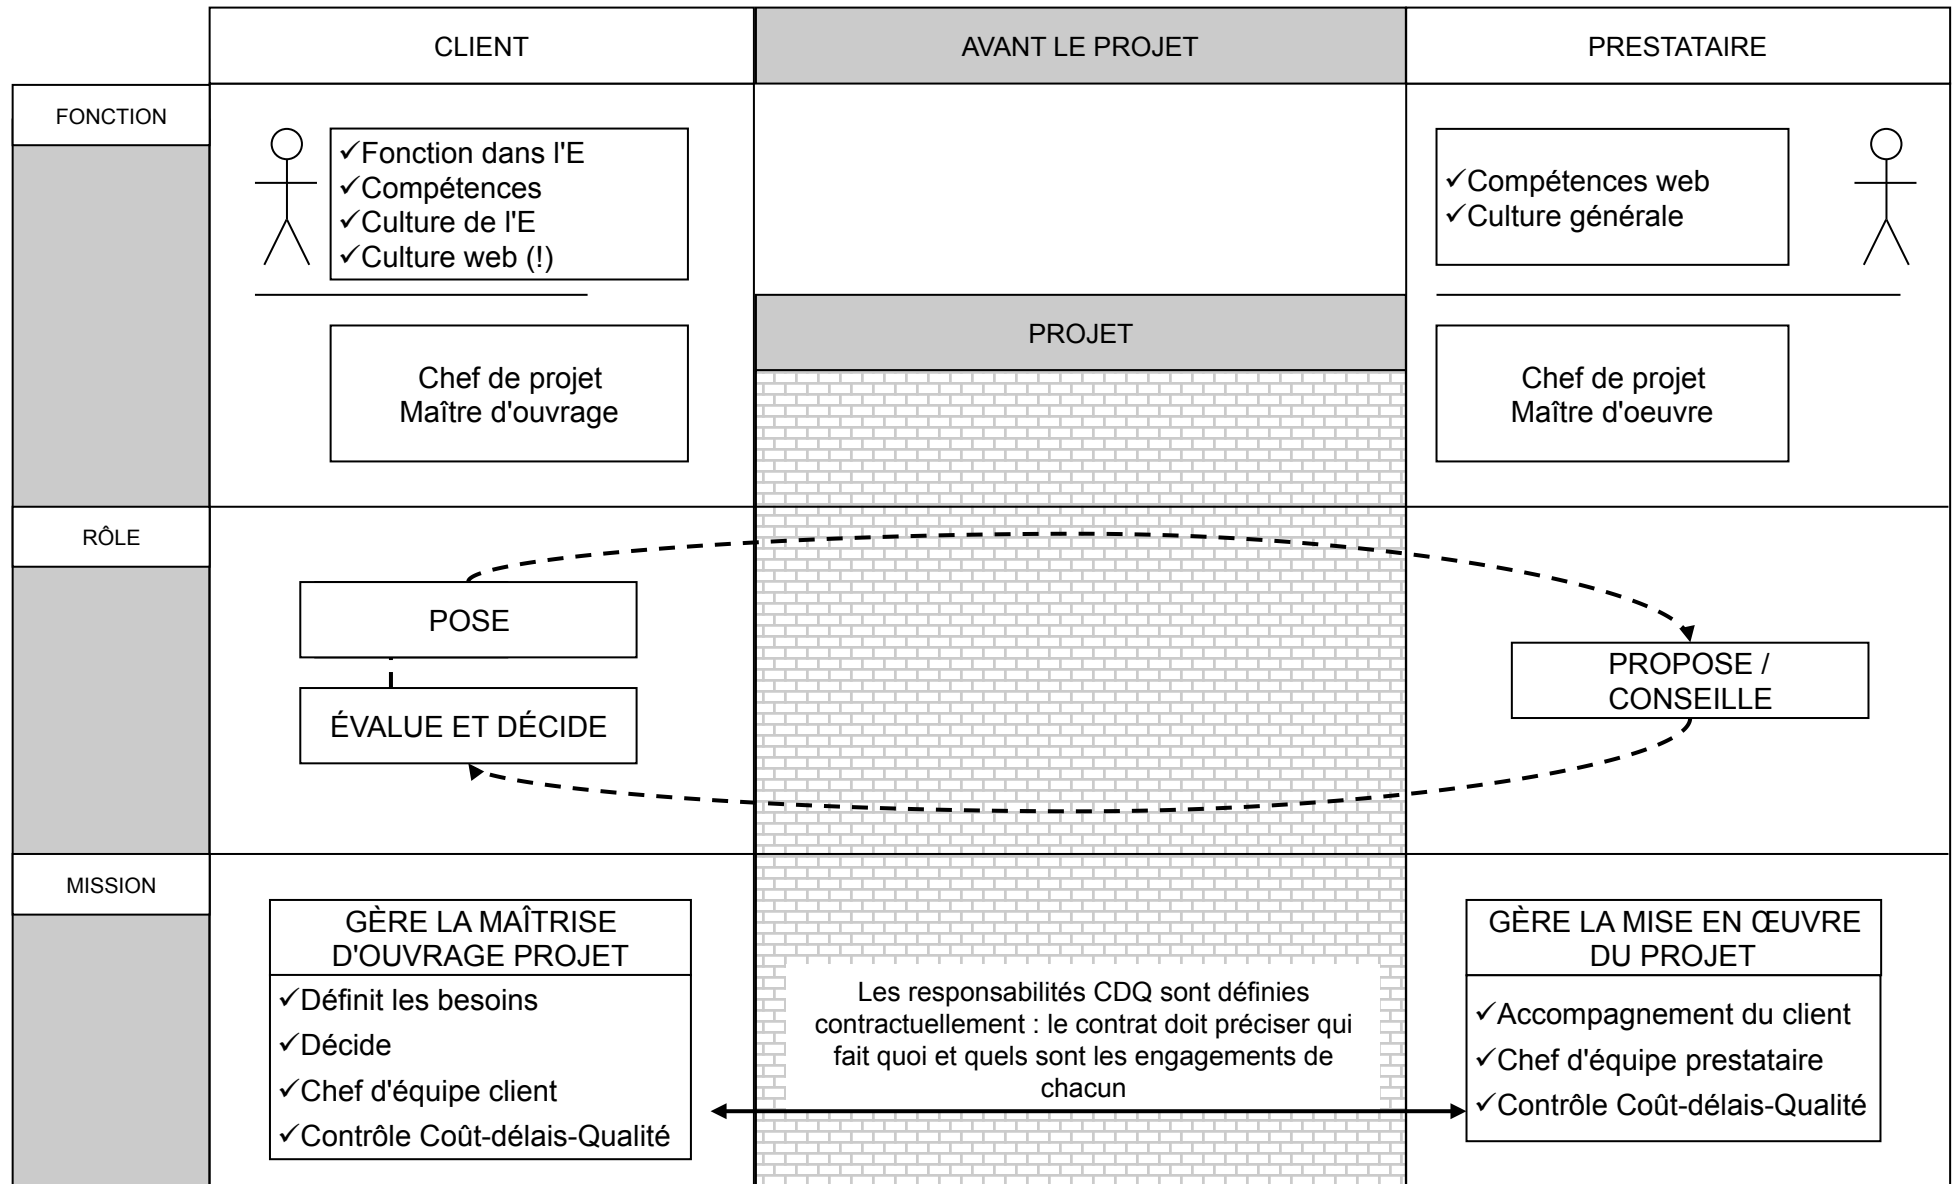 CLIENT
AVANT LE PROJET
PRESTATAIRE
FONCTION
✓Fonction dans l'E
✓Compétences
✓Culture de l'E
✓Culture web (!)
✓Compétences web
✓Culture générale
PROJET
Chef de projet
Maître d'ouvrage
Chef de projet
Maître d'oeuvre
RÔLE
POSE
PROPOSE /
CONSEILLE
ÉVALUE ET DÉCIDE
MISSION
GÈRE LA MAÎTRISE
D'OUVRAGE PROJET
✓Définit les besoins
✓Décide
✓Chef d'équipe client
✓Contrôle Coût-délais-Qualité
Les responsabilités CDQ sont définies
contractuellement : le contrat doit préciser qui
fait quoi et quels sont les engagements de
chacun
GÈRE LA MISE EN ŒUVRE
DU PROJET
✓Accompagnement du client
✓Chef d'équipe prestataire
✓Contrôle Coût-délais-Qualité